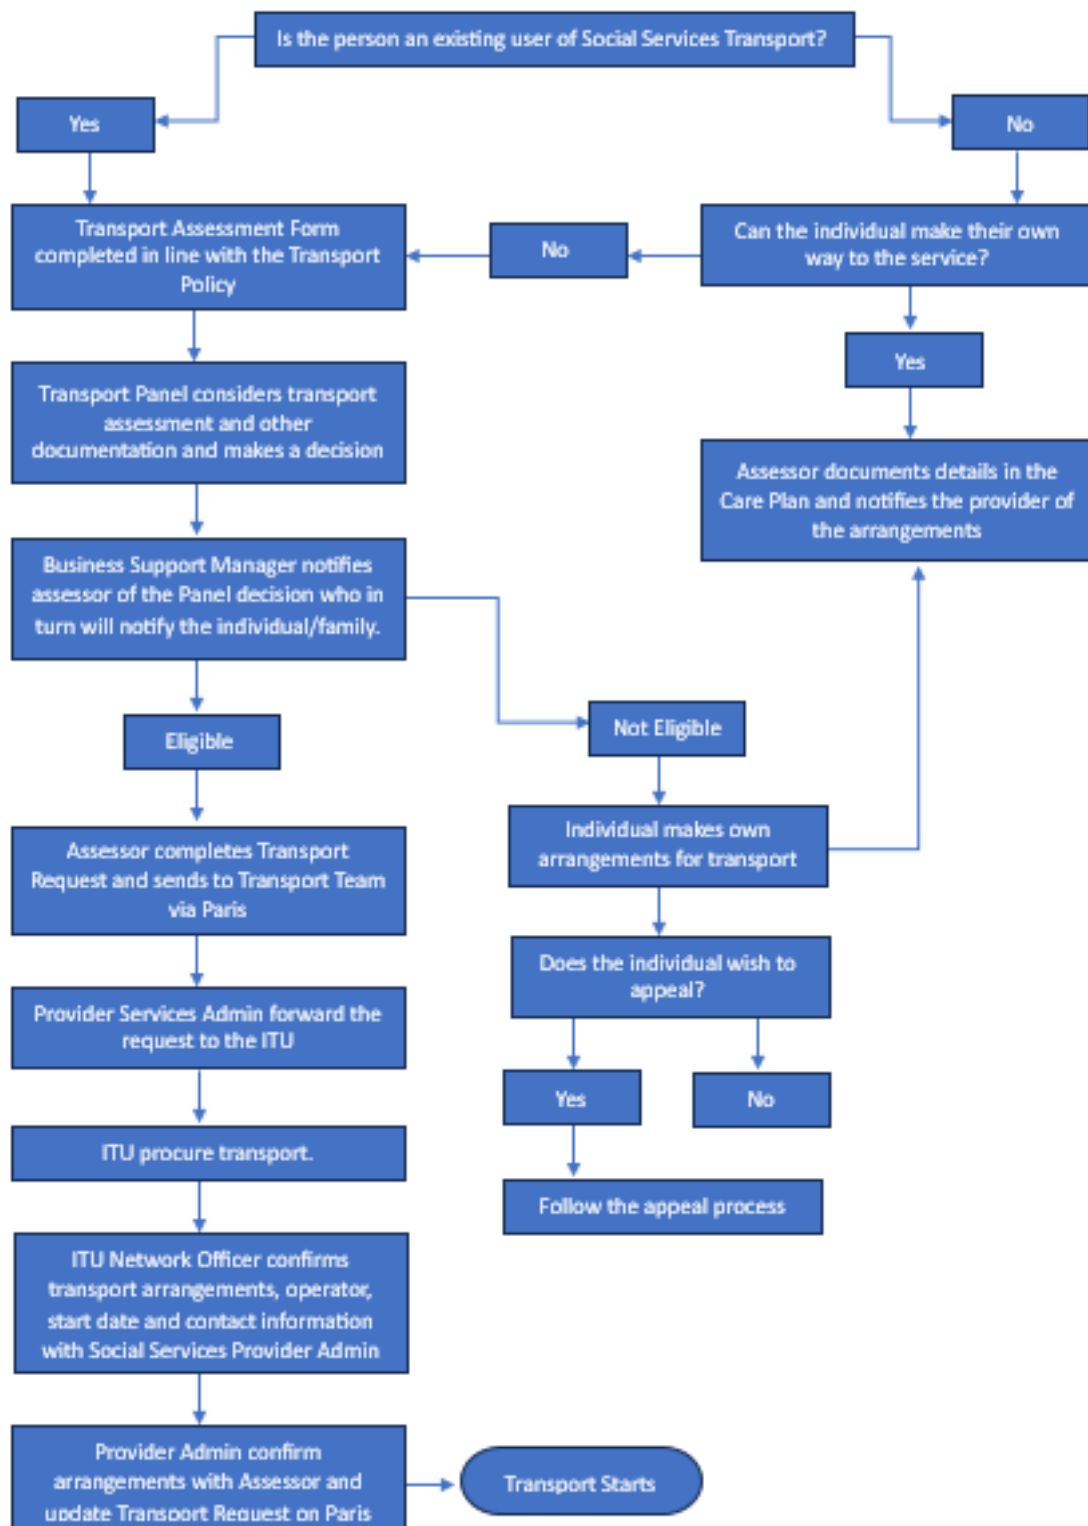 Is the person an existing user of Social Services Transport?
Yes
No
Transport Assessment Form
completed in line with the Transport
Policy
No
Can the individual make their own
way to the service?
Yes
Transport Panel considers transport
assessment and other
documentation and makes a decision
Assessor documents details in the
Care Plan and notifies the provider of
the arrangements
Business Support Manager notifies
assessor of the Panel decision who in
turn will notify the individual/family.
Eligible
Not Eligible
Individual makes own
arrangements for transport
Assessor completes Transport
Request and sends to Transport Team
via Paris
Does the individual wish to
appeal?
Provider Services Admin forward the
request to the ITU
Yes
No
ITU procure transport.
Follow the appeal process
ITU Network Officer confirms
transport arrangements, operator,
start date and contact information
with Social Services Provider Admin
Provider Admin confirm
arrangements with Assessor and
update Transport Request on Paris
Transport Starts